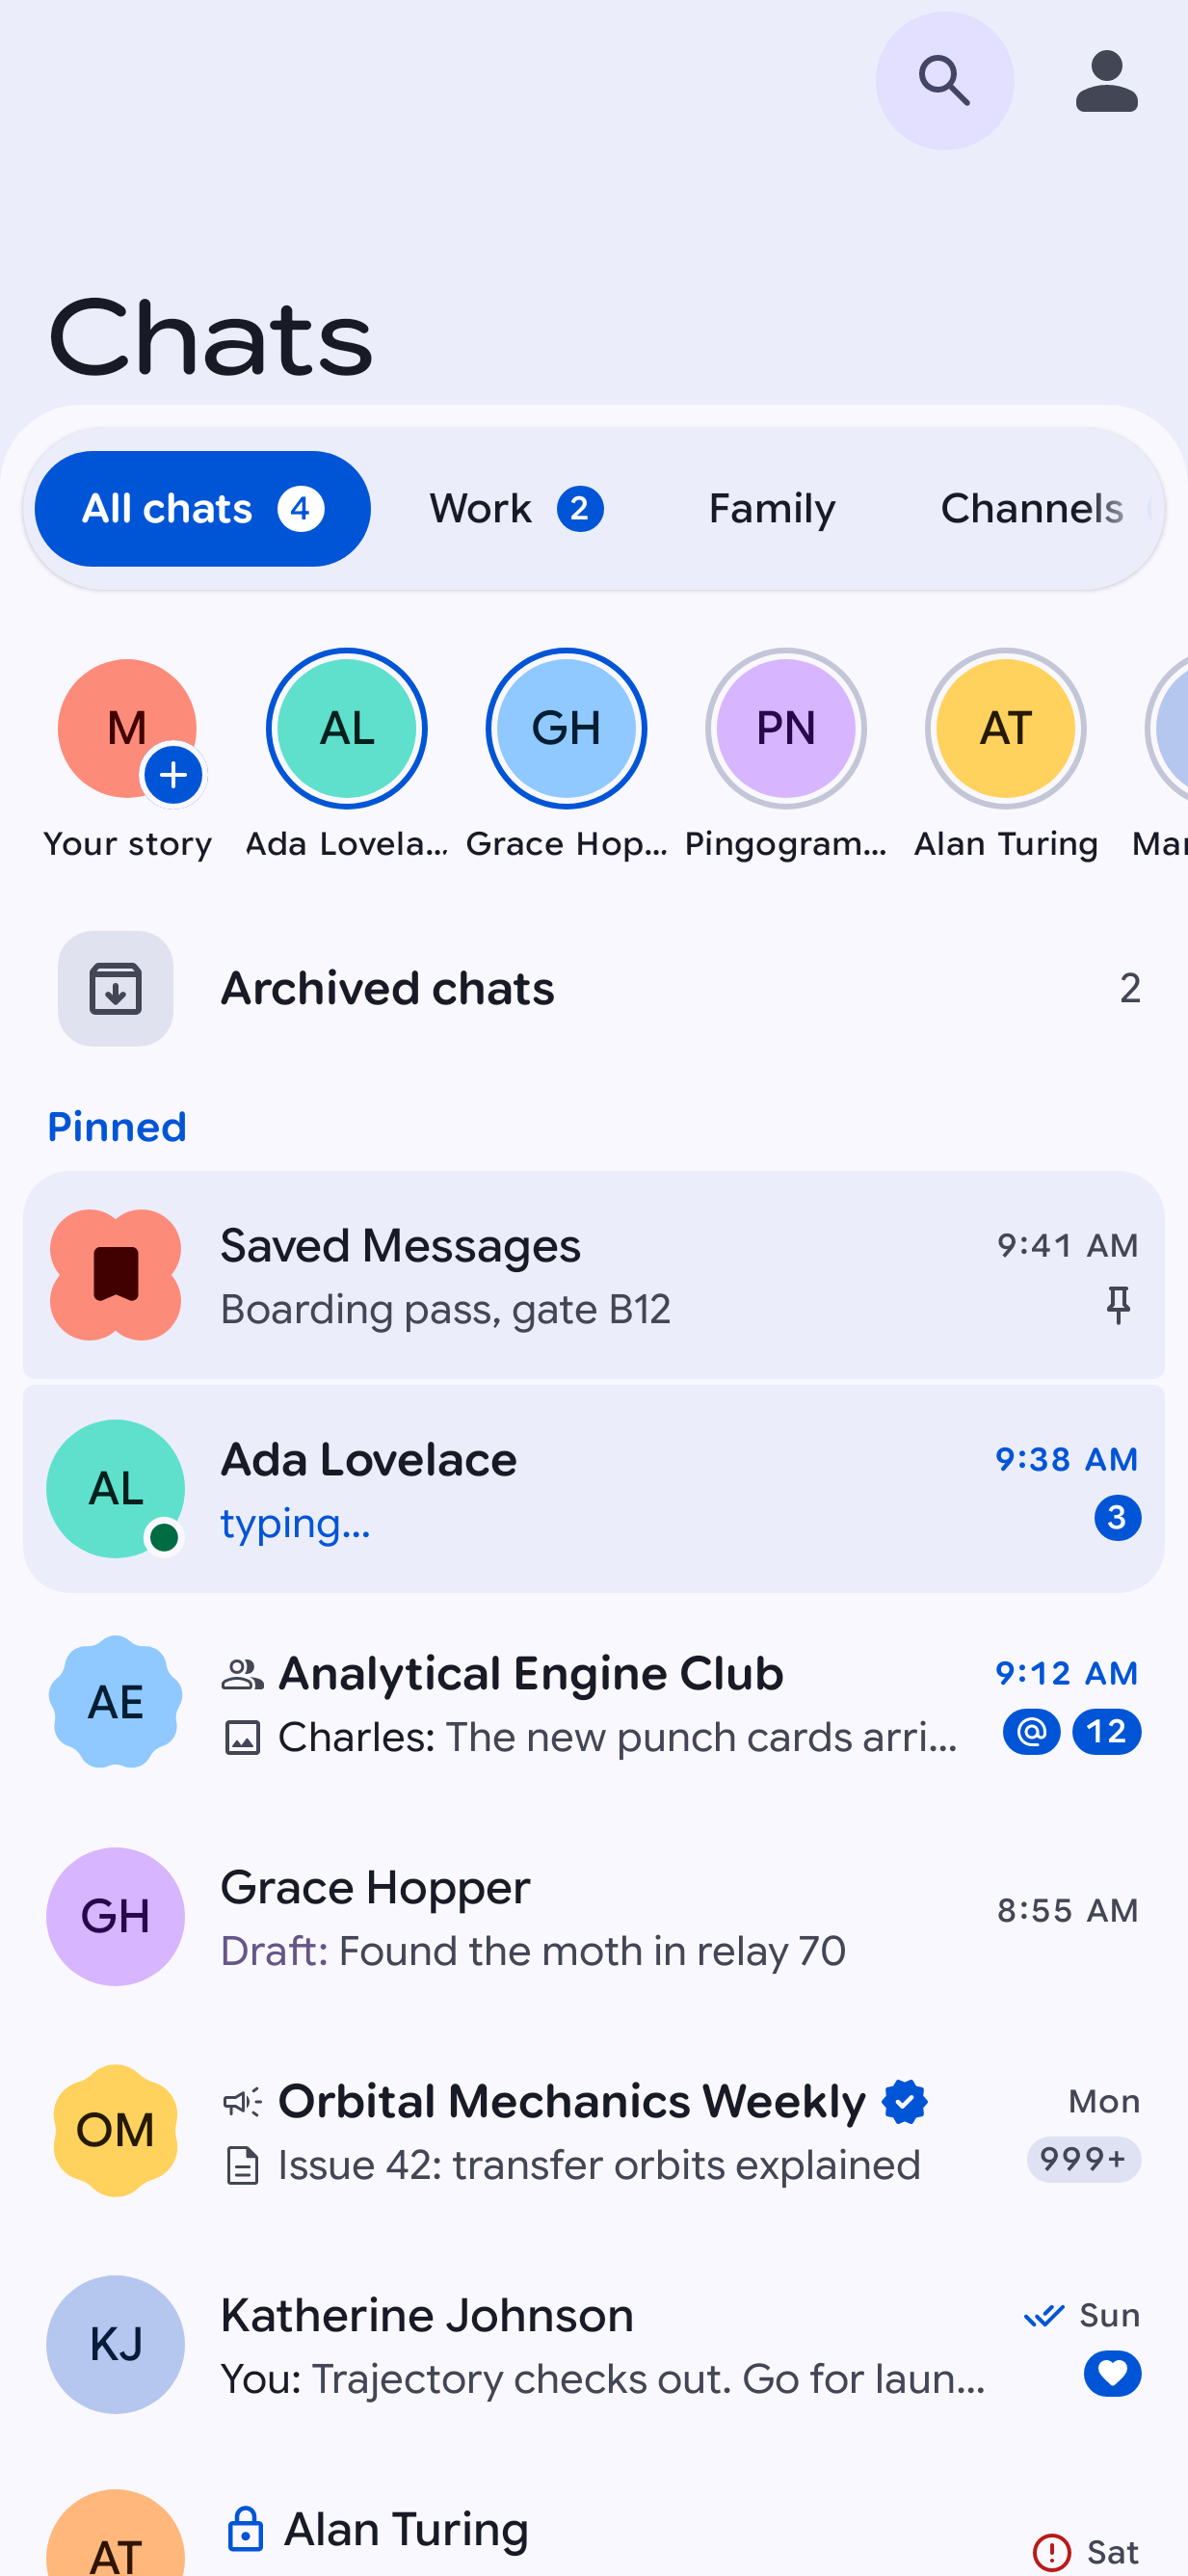 Chats
All chats 4 Work 2 Family Channels
M AL GH PN AT
Your story Ada Lovela... Grace Hop... Pingogram... Alan Turing Mar
Archived chats 2
Pinned
Saved Messages 9:41 AM
Boarding pass, gate B12
AL Ada Lovelace 9:38 AM
typing... 3
AE Analytical Engine Club 9:12 AM
Charles: The new punch cards arri... @ 12
GH Grace Hopper 8:55 AM
Draft: Found the moth in relay 70
OM Orbital Mechanics Weekly Mon
Issue 42: transfer orbits explained 999+
KJ Katherine Johnson Sun
You: Trajectory checks out. Go for laun...
AT Alan Turing Sat